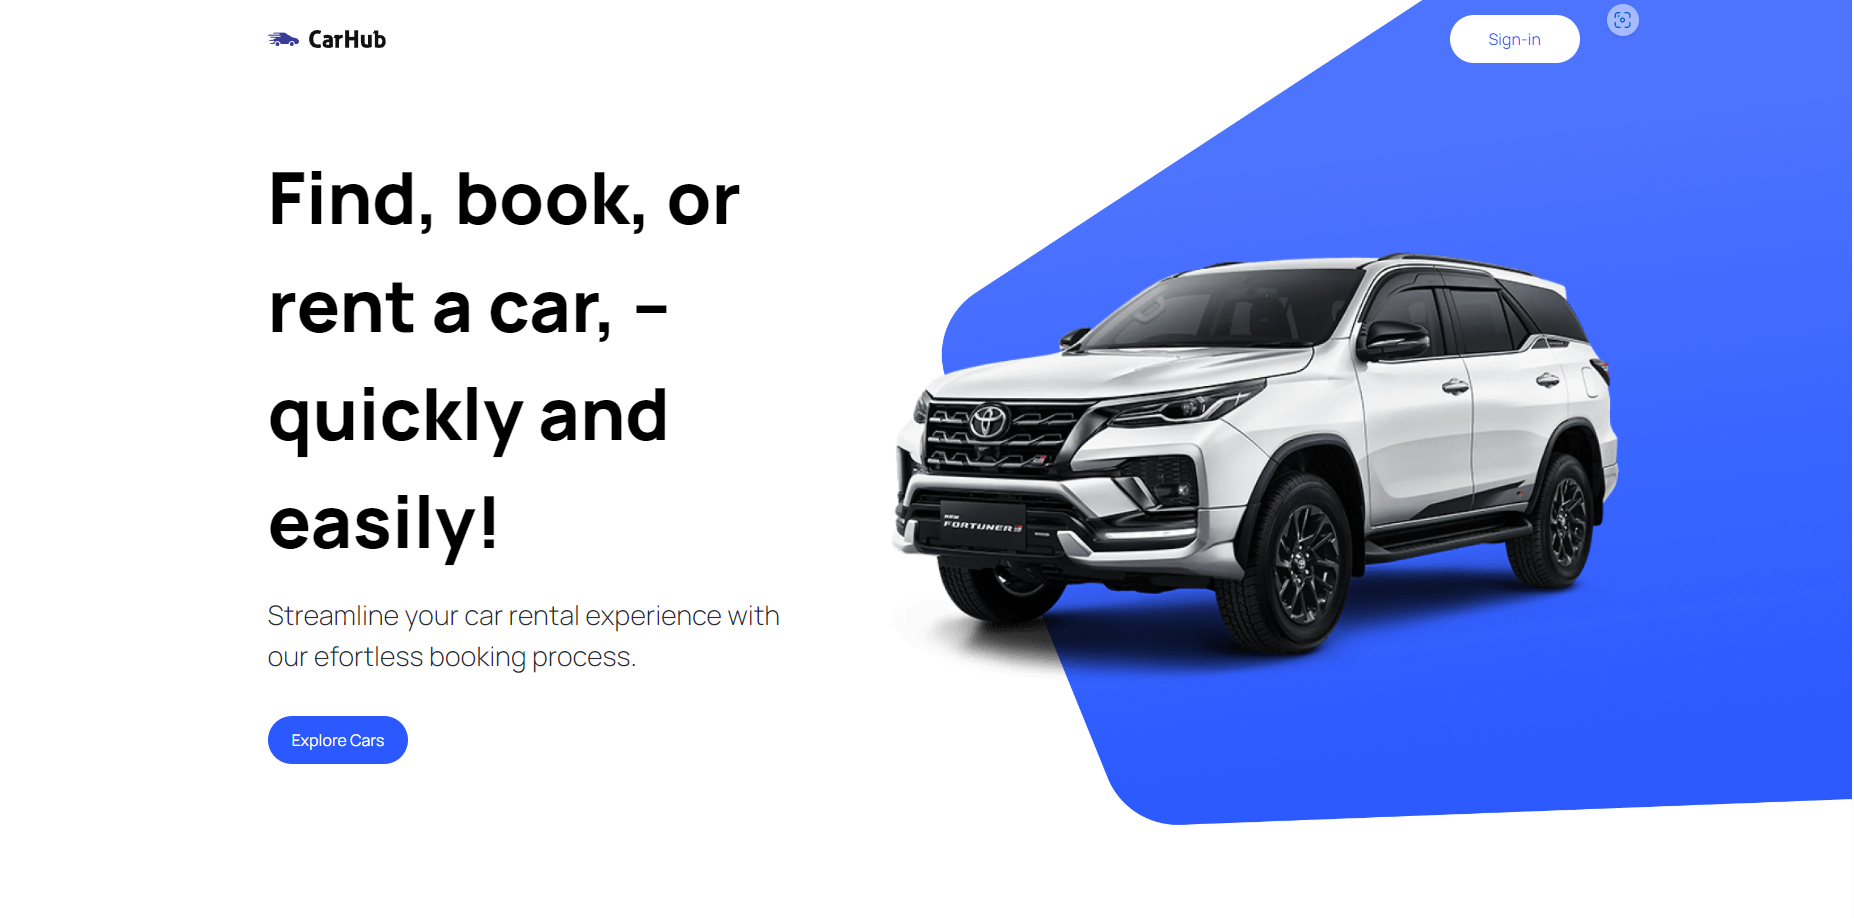 CarHub
Sign-in
Find, book, or
rent a car, –
quickly and
easily!
Streamline your car rental experience with
our efortless booking process.
Explore Cars
NEW
FORTUNER